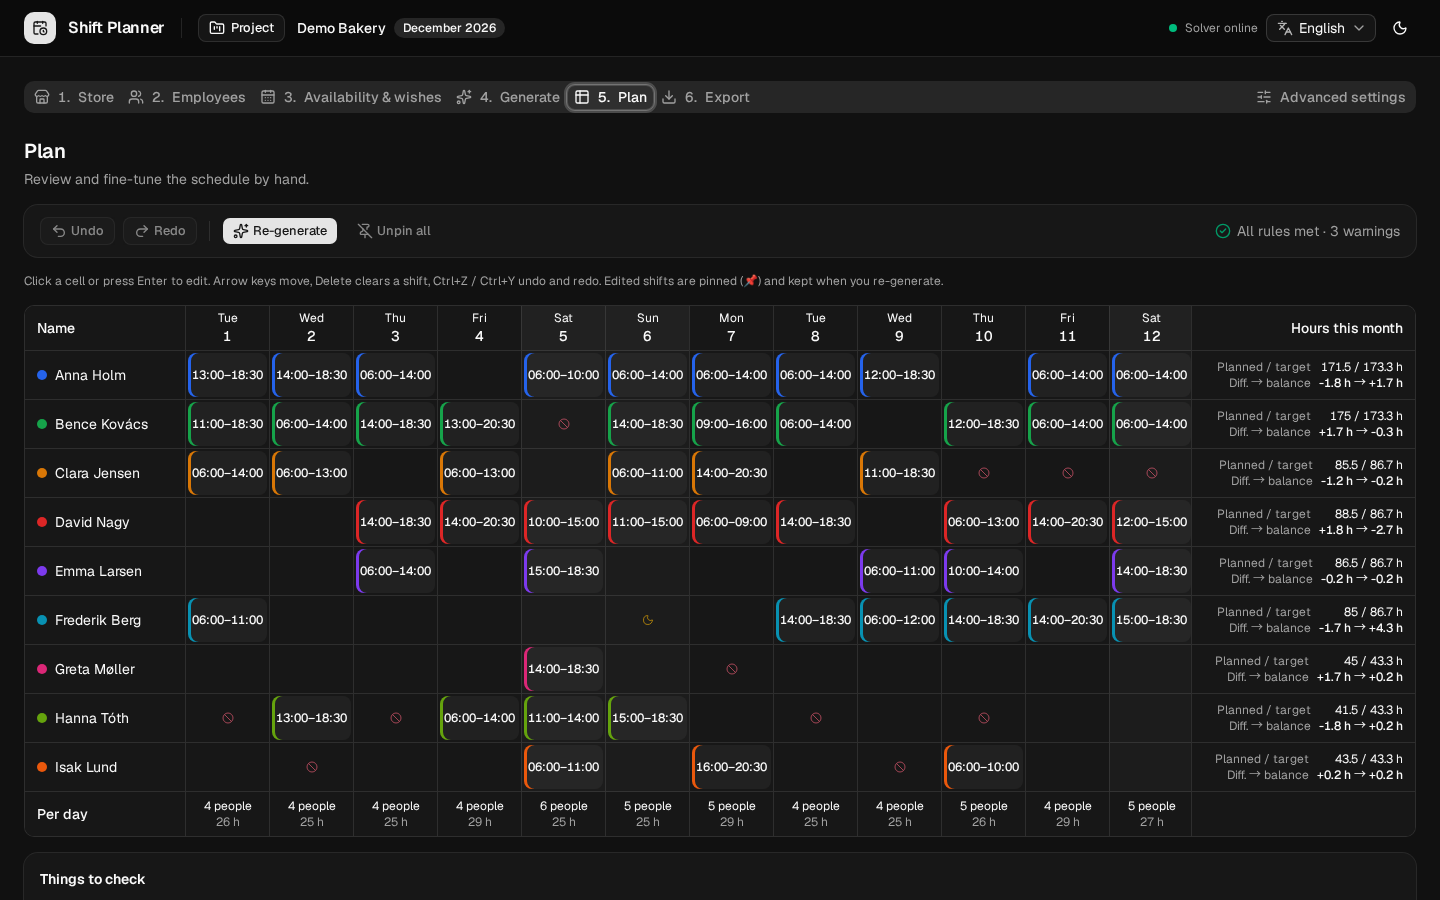 Shift Planner Project Demo Bakery December 2026 Solver online English
1. Store 2. Employees 3. Availability & wishes 4. Generate 5. Plan 6. Export Advanced settings
Plan
Review and fine-tune the schedule by hand.
Undo Redo Re-generate Unpin all All rules met · 3 warnings
Click a cell or press Enter to edit. Arrow keys move, Delete clears a shift, Ctrl+Z / Ctrl+Y undo and redo. Edited shifts are pinned (📌) and kept when you re-generate.
Name Tue 1 Wed 2 Thu 3 Fri 4 Sat 5 Sun 6 Mon 7 Tue 8 Wed 9 Thu 10 Fri 11 Sat 12 Hours this month
Anna Holm 13:00–18:30 14:00–18:30 06:00–14:00 06:00–10:00 06:00–14:00 06:00–14:00 06:00–14:00 12:00–18:30 06:00–14:00 06:00–14:00 Planned / target 171.5 / 173.3 h
Diff. → balance -1.8 h → +1.7 h
Bence Kovács 11:00–18:30 06:00–14:00 14:00–18:30 13:00–20:30 14:00–18:30 09:00–16:00 06:00–14:00 12:00–18:30 06:00–14:00 06:00–14:00 Planned / target 175 / 173.3 h
Diff. → balance +1.7 h → -0.3 h
Clara Jensen 06:00–14:00 06:00–13:00 06:00–13:00 06:00–11:00 14:00–20:30 11:00–18:30 Planned / target 85.5 / 86.7 h
Diff. → balance -1.2 h → -0.2 h
David Nagy 14:00–18:30 14:00–20:30 10:00–15:00 11:00–15:00 06:00–09:00 14:00–18:30 06:00–13:00 14:00–20:30 12:00–15:00 Planned / target 88.5 / 86.7 h
Diff. → balance +1.8 h → -2.7 h
Emma Larsen 06:00–14:00 15:00–18:30 06:00–11:00 10:00–14:00 14:00–18:30 Planned / target 86.5 / 86.7 h
Diff. → balance -0.2 h → -0.2 h
Frederik Berg 06:00–11:00 14:00–18:30 06:00–12:00 14:00–18:30 14:00–20:30 15:00–18:30 Planned / target 85 / 86.7 h
Diff. → balance -1.7 h → +4.3 h
Greta Møller 14:00–18:30 Planned / target 45 / 43.3 h
Diff. → balance +1.7 h → +0.2 h
Hanna Tóth 13:00–18:30 06:00–14:00 11:00–14:00 15:00–18:30 Planned / target 41.5 / 43.3 h
Diff. → balance -1.8 h → +0.2 h
Isak Lund 06:00–11:00 16:00–20:30 06:00–10:00 Planned / target 43.5 / 43.3 h
Diff. → balance +0.2 h → +0.2 h
Per day 4 people 4 people 4 people 4 people 6 people 5 people 5 people 4 people 4 people 5 people 4 people 5 people
26 h 25 h 25 h 29 h 25 h 25 h 29 h 25 h 25 h 26 h 29 h 27 h
Things to check